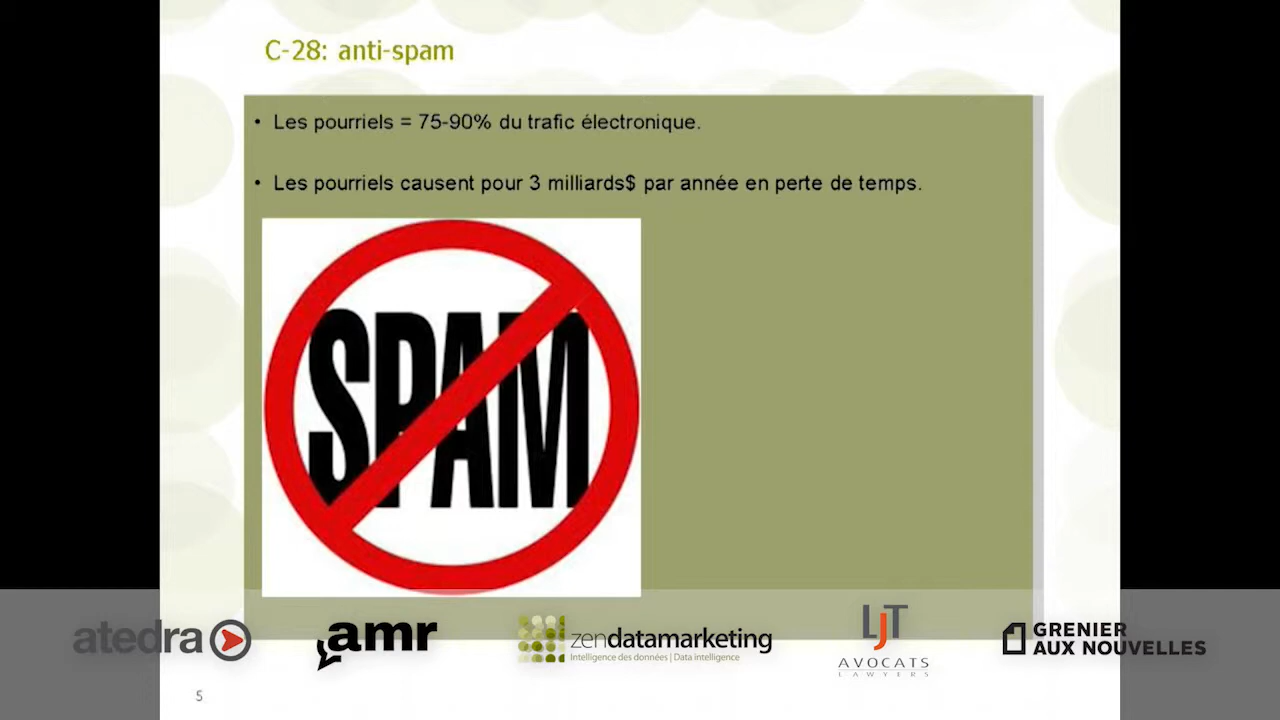 C-28: anti-spam
• Les pourriels = 75-90% du trafic électronique.
• Les pourriels causent pour 3 milliards$ par année en perte de temps.
SPAM
atedra
amr
zendatamarketing
Intelligence des données | Data intelligence
LJT
AVOCATS
LAWYERS
GRENIER
AUX NOUVELLES
5